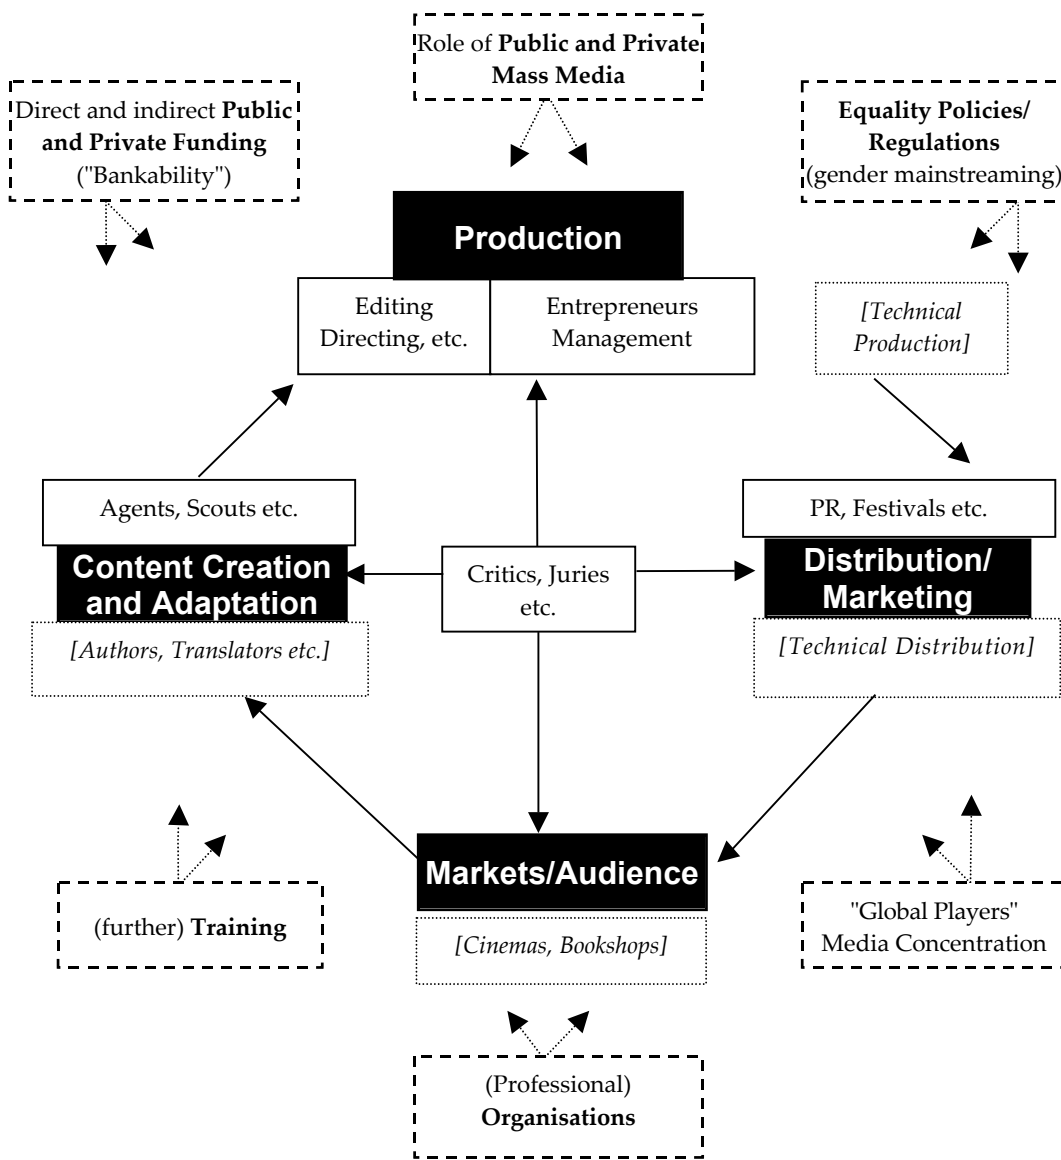 Role of Public and Private
Mass Media
Direct and indirect Public
and Private Funding
("Bankability")
Equality Policies/
Regulations
(gender mainstreaming)
Production
Editing
Directing, etc.
Entrepreneurs
Management
[Technical
Production]
Agents, Scouts etc.
Content Creation
and Adaptation
[Authors, Translators etc.]
Critics, Juries
etc.
PR, Festivals etc.
Distribution/
Marketing
[Technical Distribution]
Markets/Audience
[Cinemas, Bookshops]
(further) Training
"Global Players"
Media Concentration
(Professional)
Organisations